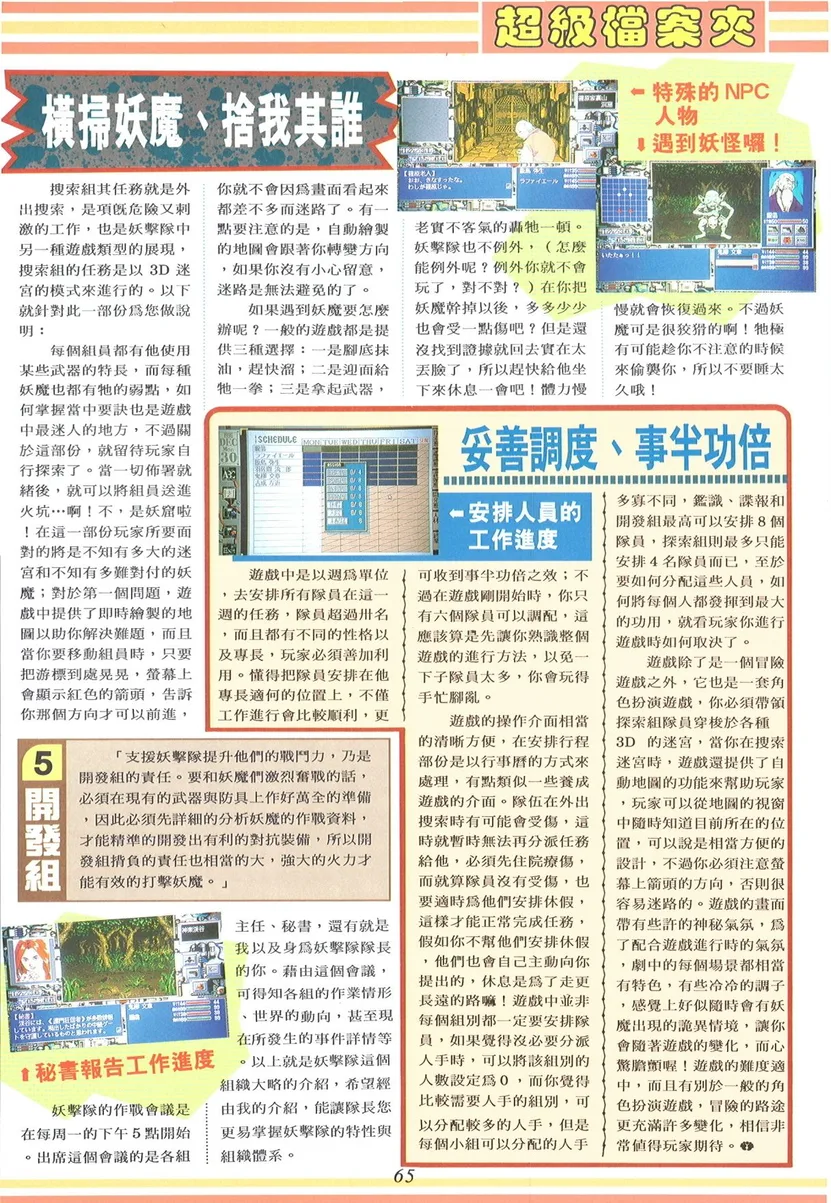 超級檔案夾
橫掃妖魔、捨我其誰
搜索組其任務就是外
出搜索,是項既危險又刺
激的工作,也是妖擊隊中
另一種遊戲類型的展現,
搜索組的任務是以 3D 迷
宮的模式來進行的。以下
就針對此一部份爲您做說
明:
每個組員都有他使用
某些武器的特長,而每種
妖魔也都有牠的弱點,如
何掌握當中要訣也是遊戲
中最迷人的地方,不過關
於這部份,就留待玩家自
行探索了。當一切佈署就
緒後,就可以將組員送進
火坑…啊!不,是妖窟啦
!在這一部份玩家所要面
對的將是不知有多大的迷
宮和不知有多難對付的妖
魔;對於第一個問題,遊
戲中提供了即時繪製的地
圖以助你解決難題,而且
當你要移動組員時,只要
把游標到處晃晃,螢幕上
會顯示紅色的箭頭,告訴
你那個方向才可以前進,
你就不會因爲畫面看起來
都差不多而迷路了。有一
點要注意的是,自動繪製
的地圖會跟著你轉變方向
,如果你沒有小心留意,
迷路是無法避免的了。
如果遇到妖魔要怎麼
辦呢?一般的遊戲都是提
供三種選擇:一是腳底抹
油,趕快溜;二是迎面給
牠一拳;三是拿起武器,
←特殊的 NPC
人物
⬇遇到妖怪囉!
老實不客氣的轟牠一頓。
妖擊隊也不例外,(怎麼
能例外呢?例外你就不會
玩了,對不對?)在你把
妖魔幹掉以後,多多少少
也會受一點傷吧?但是還
沒找到證據就回去實在太
丟臉了,所以趕快給他坐
下來休息一會吧!體力慢
慢就會恢復過來。不過妖
魔可是很狡猾的啊!牠極
有可能趁你不注意的時候
來偷襲你,所以不要睡太
久哦!
SCHEDULE
MON TUE WED THU FRI SAT
DEC
30
妥善調度、事半功倍
←安排人員的
工作進度
遊戲中是以週爲單位
,去安排所有隊員在這一
週的任務,隊員超過卅名
,而且都有不同的性格以
及專長,玩家必須善加利
用。懂得把隊員安排在他
專長適何的位置上,不僅
工作進行會比較順利,更
可收到事半功倍之效;不
過在遊戲剛開始時,你只
有六個隊員可以調配,這
應該算是先讓你熟識整個
遊戲的進行方法,以免一
下子隊員太多,你會玩得
手忙腳亂。
遊戲的操作介面相當
的清晰方便,在安排行程
部份是以行事曆的方式來
處理,有點類似一些養成
遊戲的介面。隊伍在外出
搜索時有可能會受傷,這
時就暫時無法再分派任務
給他,必須先住院療傷,
而就算隊員沒有受傷,也
要適時爲他們安排休假,
這樣才能正常完成任務,
假如你不幫他們安排休假
,他們也會自己主動向你
提出的,休息是爲了走更
長遠的路嘛!遊戲中並非
每個組別都一定要安排隊
員,如果覺得沒必要分派
人手時,可以將該組別的
人數設定爲0,而你覺得
比較需要人手的組別,可
以分配較多的人手,但是
每個小組可以分配的人手
多寡不同,鑑識、諜報和
開發組最高可以安排8個
隊員,探索組則最多只能
安排4名隊員而已,至於
要如何分配這些人員,如
何將每個人都發揮到最大
的功用,就看玩家你進行
遊戲時如何取決了。
遊戲除了是一個冒險
遊戲之外,它也是一套角
色扮演遊戲,你必須帶領
探索組隊員穿梭於各種
3D 的迷宮,當你在搜索
迷宮時,遊戲還提供了自
動地圖的功能來幫助玩家
,玩家可以從地圖的視窗
中隨時知道目前所在的位
置,可以說是相當方便的
設計,不過你必須注意螢
幕上箭頭的方向,否則很
容易迷路的。遊戲的畫面
帶有些許的神秘氣氛,爲
了配合遊戲進行時的氣氛
,劇中的每個場景都相當
有特色,有些冷冷的調子
,感覺上好似隨時會有妖
魔出現的詭異情境,讓你
會隨著遊戲的變化,而心
驚膽顫喔!遊戲的難度適
中,而且有別於一般的角
色扮演遊戲,冒險的路途
更充滿許多變化,相信非
常値得玩家期待。
5
開發組
「支援妖擊隊提升他們的戰鬥力,乃是
開發組的責任。要和妖魔們激烈奮戰的話,
必須在現有的武器與防具上作好萬全的準備
,因此必須先詳細的分析妖魔的作戰資料,
才能精準的開發出有利的對抗裝備,所以開
發組揹負的責任也相當的大,強大的火力才
能有效的打擊妖魔。」
⬆秘書報告工作進度
妖擊隊的作戰會議是
在每周一的下午5點開始
。出席這個會議的是各組
主任、秘書,還有就是
我以及身爲妖擊隊隊長
的你。藉由這個會議,
可得知各組的作業情形
、世界的動向,甚至現
在所發生的事件詳情等
。以上就是妖擊隊這個
組織大略的介紹,希望經
由我的介紹,能讓隊長您
更易掌握妖擊隊的特性與
組織體系。
65